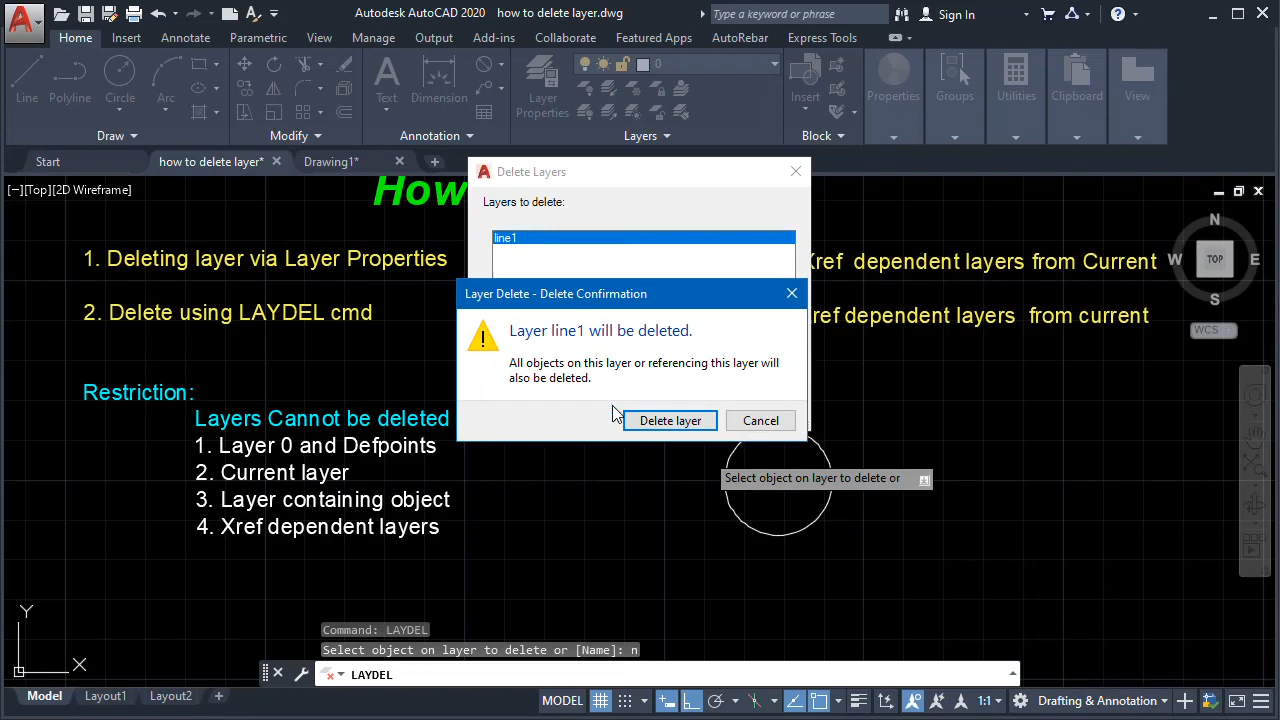 Autodesk AutoCAD 2020 how to delete layer.dwg
Type a keyword or phrase
Sign In
Home Insert Annotate Parametric View Manage Output Add-ins Collaborate Featured Apps AutoRebar Express Tools
0
Line Polyline Circle Arc Text Dimension Layer Properties Insert Properties Groups Utilities Clipboard View
Draw Modify Annotation Layers Block
Start how to delete layer* Drawing1*
[−][Top][2D Wireframe]
How
Delete Layers
Layers to delete:
line1
1. Deleting layer via Layer Properties
Xref dependent layers from Current
2. Delete using LAYDEL cmd
ref dependent layers from current
Layer Delete - Delete Confirmation
Layer line1 will be deleted.
All objects on this layer or referencing this layer will
also be deleted.
Delete layer Cancel
N
W TOP E
S
WCS
Restriction:
Layers Cannot be deleted
1. Layer 0 and Defpoints
2. Current layer
3. Layer containing object
4. Xref dependent layers
Select object on layer to delete or
Y
X
Command: LAYDEL
Select object on layer to delete or [Name]: n
LAYDEL
Model Layout1 Layout2
MODEL 1:1 Drafting & Annotation